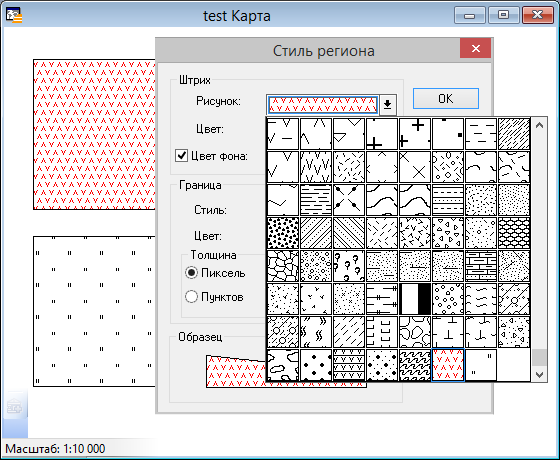 test Карта
Стиль региона
Штрих
Рисунок:
OK
Цвет:
Цвет фона:
Граница
Стиль:
Цвет:
Толщина
Пиксель
Пунктов
Образец
Масштаб: 1:10 000